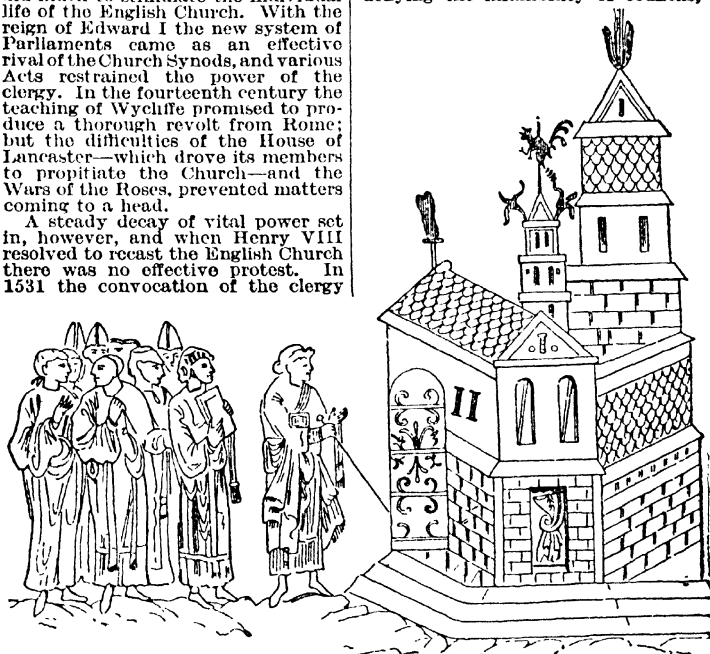 life of the English Church. With the
reign of Edward I the new system of
Parliaments came as an effective
rival of the Church Synods, and various
Acts restrained the power of the
clergy. In the fourteenth century the
teaching of Wycliffe promised to pro-
duce a thorough revolt from Rome;
but the difficulties of the House of
Lancaster—which drove its members
to propitiate the Church—and the
Wars of the Roses, prevented matters
coming to a head.
A steady decay of vital power set
in, however, and when Henry VIII
resolved to recast the English Church
there was no effective protest. In
1531 the convocation of the clergy